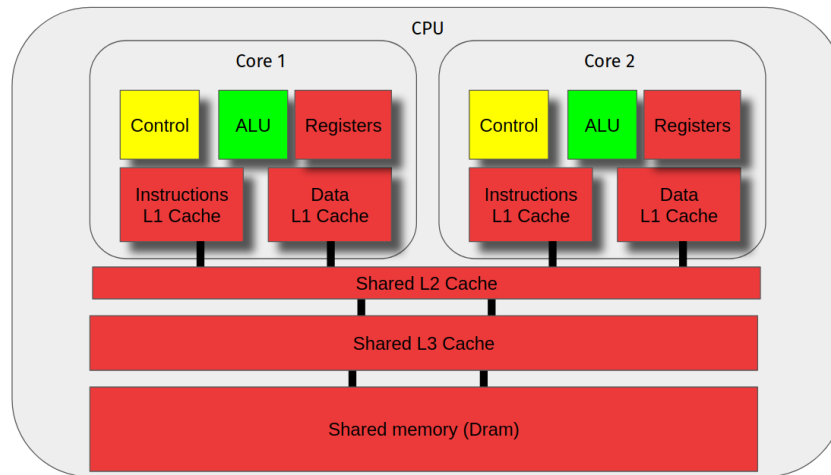 CPU
Core 1
Core 2
Control
ALU
Registers
Control
ALU
Registers
Instructions
L1 Cache
Data
L1 Cache
Instructions
L1 Cache
Data
L1 Cache
Shared L2 Cache
Shared L3 Cache
Shared memory (Dram)